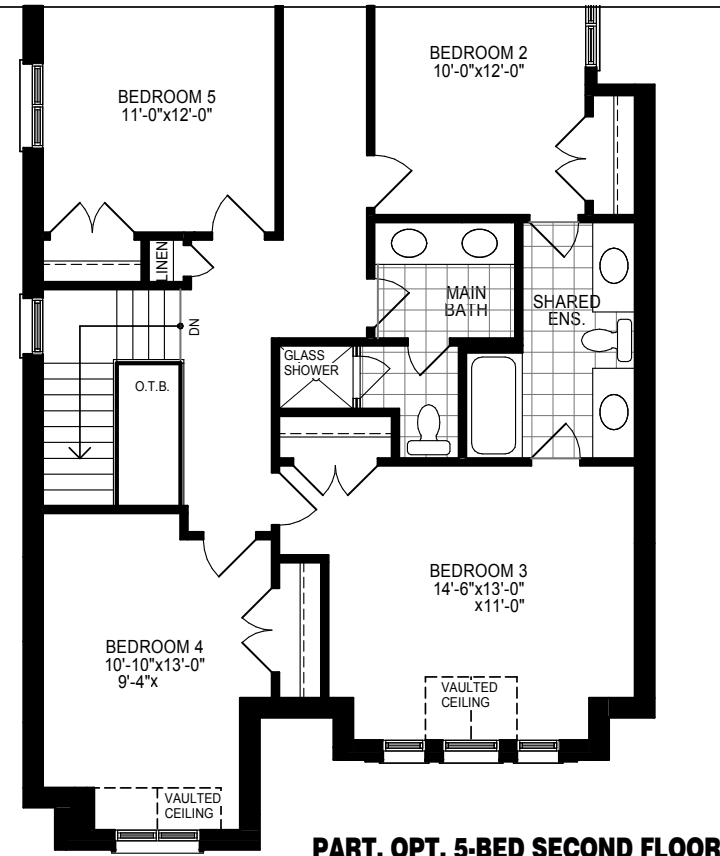 BEDROOM 2
10'-0"x12'-0"
BEDROOM 5
11'-0"x12'-0"
LINEN
MAIN
BATH
SHARED
ENS.
DN
GLASS
SHOWER
O.T.B.
BEDROOM 3
14'-6"x13'-0"
x11'-0"
BEDROOM 4
10'-10"x13'-0"
9'-4"x
VAULTED
CEILING
VAULTED
CEILING
PART. OPT. 5-BED SECOND FLOOR